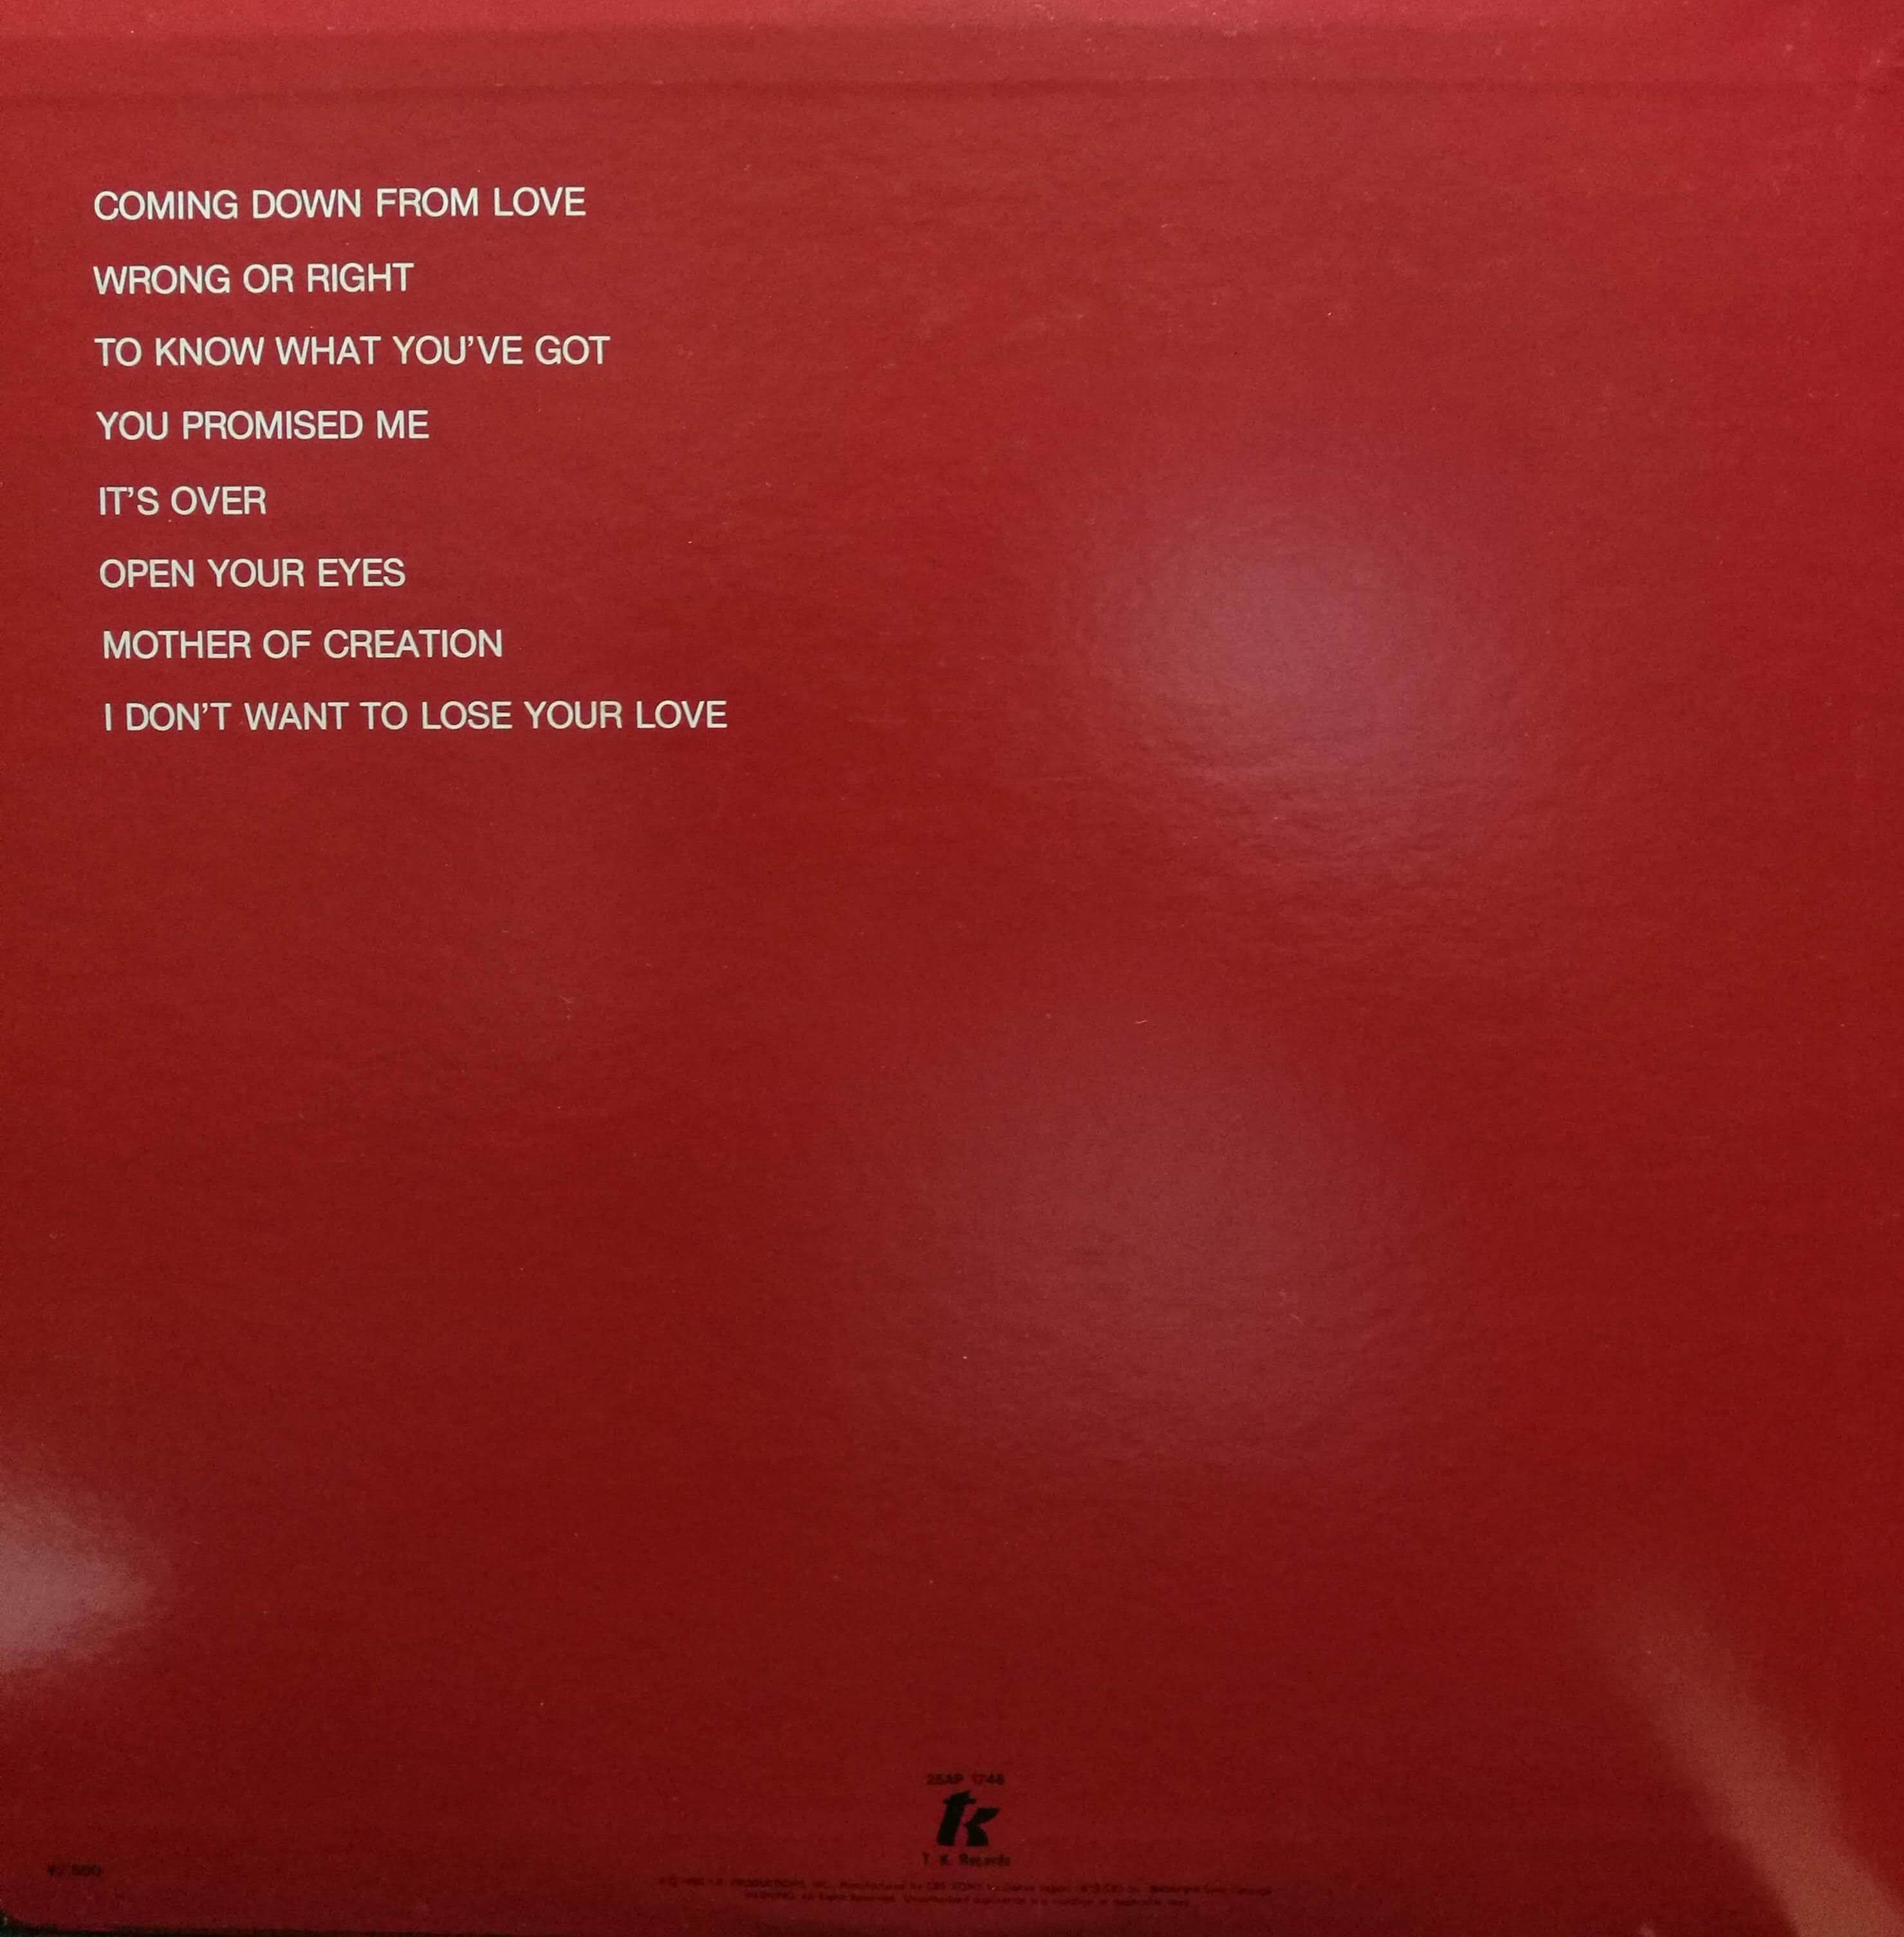 COMING DOWN FROM LOVE
WRONG OR RIGHT
TO KNOW WHAT YOU'VE GOT
YOU PROMISED ME
IT'S OVER
OPEN YOUR EYES
MOTHER OF CREATION
I DON'T WANT TO LOSE YOUR LOVE
25AP 1748
tk
T. K. Records